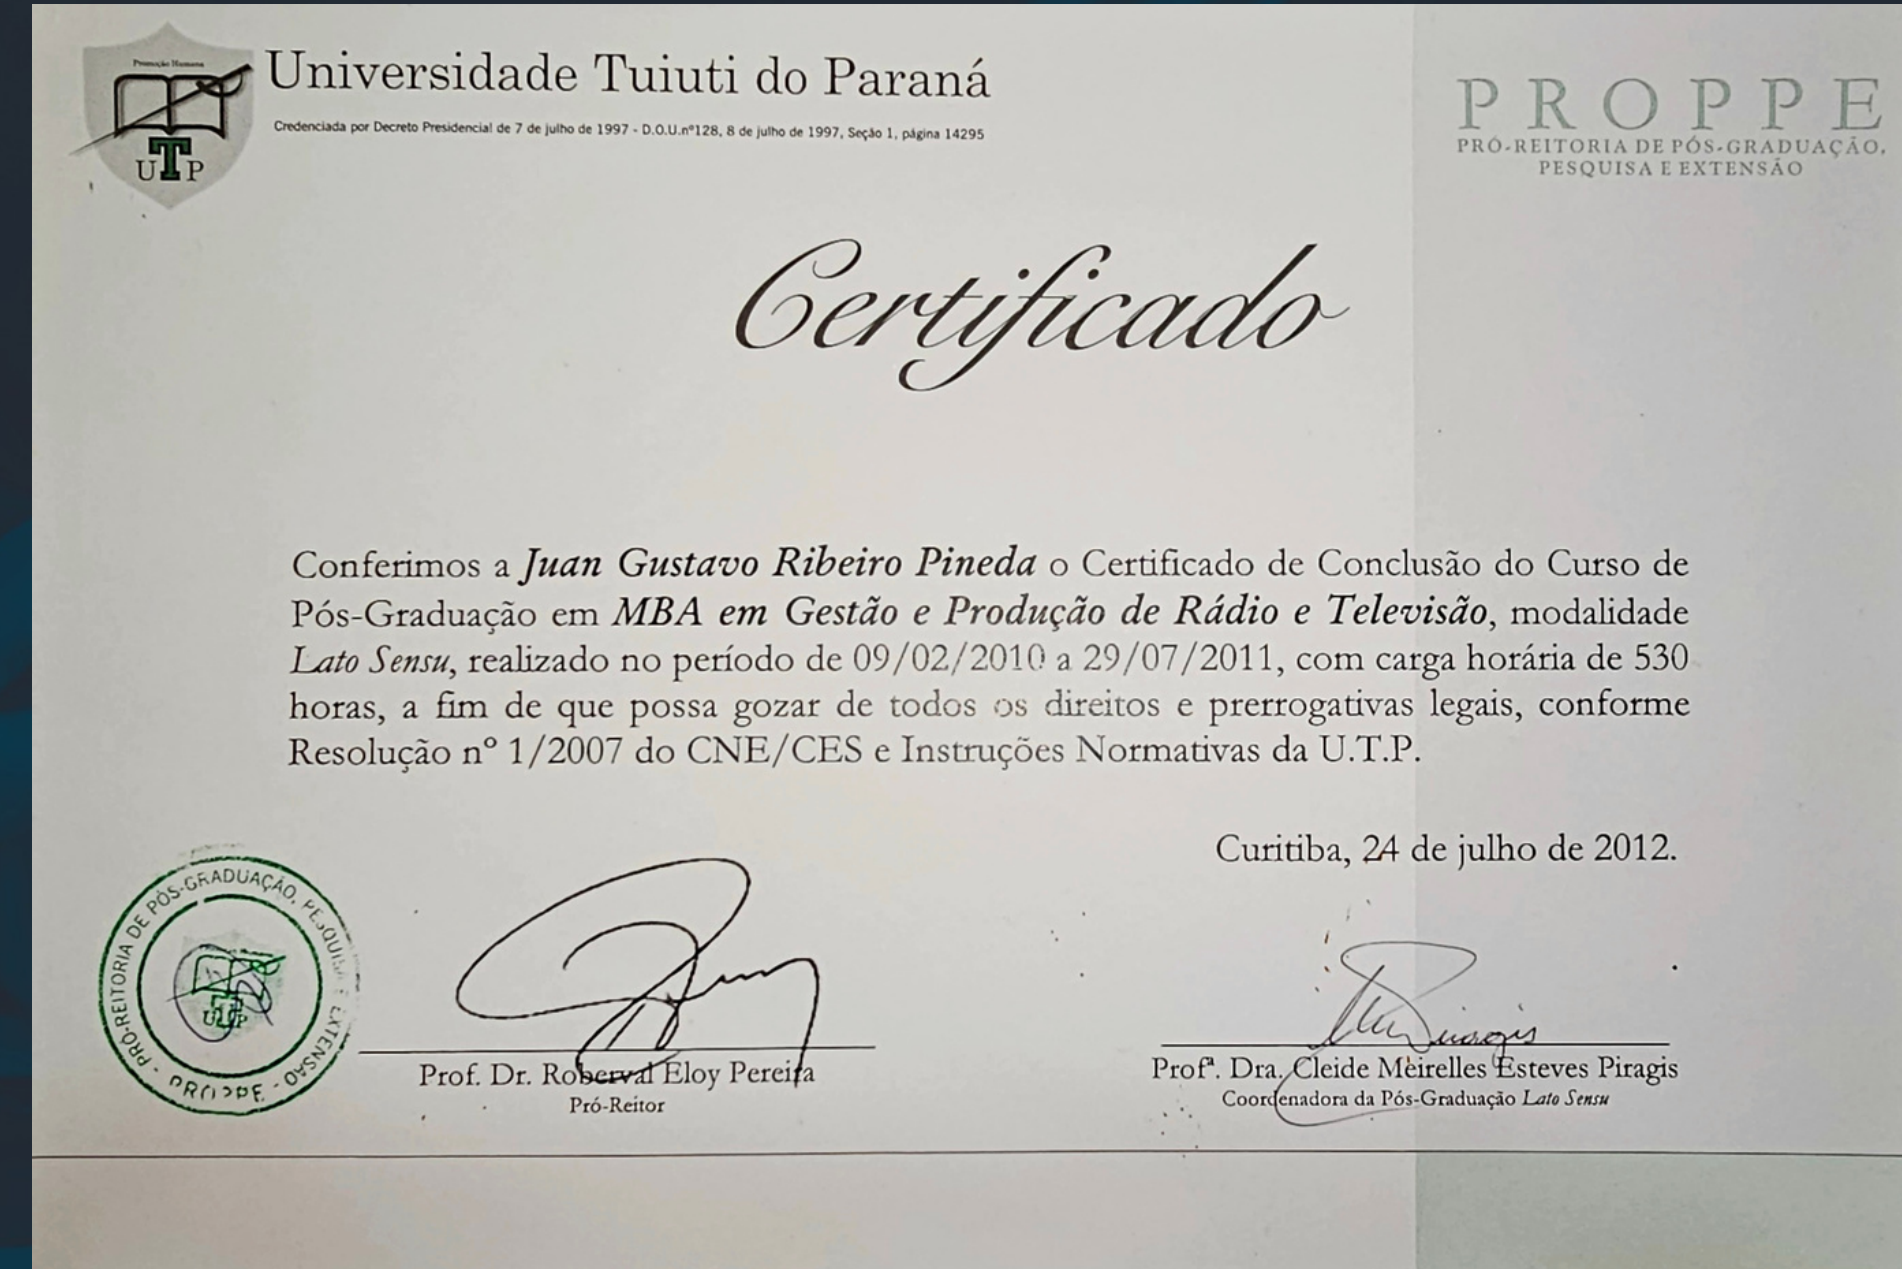 Promoção Humana
UTP
Universidade Tuiuti do Paraná
Credenciada por Decreto Presidencial de 7 de julho de 1997 - D.O.U.nº128, 8 de julho de 1997, Seção 1, página 14295
PROPPE
PRÓ-REITORIA DE PÓS-GRADUAÇÃO,
PESQUISA E EXTENSÃO
Certificado
Conferimos a Juan Gustavo Ribeiro Pineda o Certificado de Conclusão do Curso de
Pós-Graduação em MBA em Gestão e Produção de Rádio e Televisão, modalidade
Lato Sensu, realizado no período de 09/02/2010 a 29/07/2011, com carga horária de 530
horas, a fim de que possa gozar de todos os direitos e prerrogativas legais, conforme
Resolução nº 1/2007 do CNE/CES e Instruções Normativas da U.T.P.
Curitiba, 24 de julho de 2012.
PRÓ-REITORIA DE PÓS-GRADUAÇÃO, PESQUISA E EXTENSÃO - PROPPE -
UTP
Prof. Dr. Roberval Eloy Pereira
Pró-Reitor
Piragis
Profª. Dra. Cleide Meirelles Esteves Piragis
Coordenadora da Pós-Graduação Lato Sensu